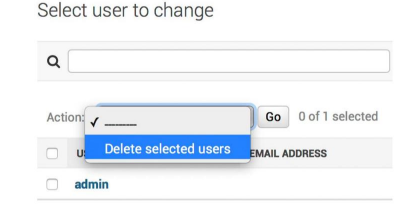 Select user to change
Action: ✓ ---------
Go 0 of 1 selected
Delete selected users
EMAIL ADDRESS
admin